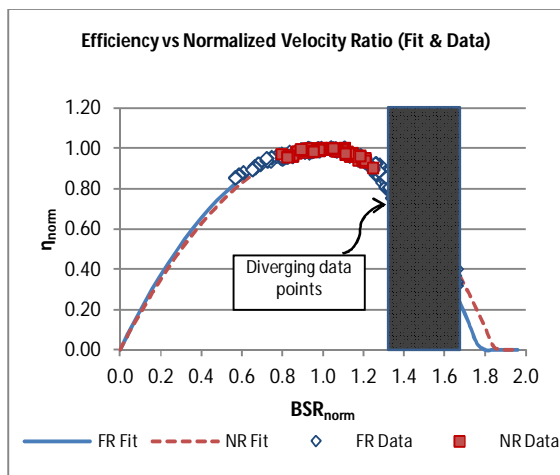 Efficiency vs Normalized Velocity Ratio (Fit & Data)
1.20
1.00
0.80
0.60
0.40
0.20
0.00
ηnorm
Diverging data
points
0.0 0.2 0.4 0.6 0.8 1.0 1.2 1.4 1.6 1.8 2.0
BSRnorm
FR Fit NR Fit FR Data NR Data